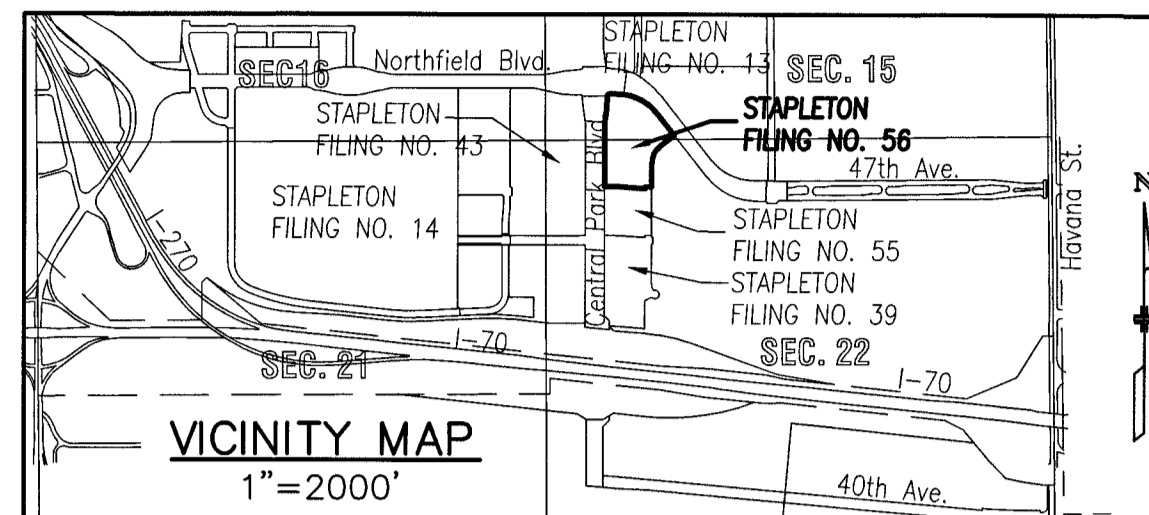 STAPLETON
FILING NO. 13
Northfield Blvd.
SEC16
SEC. 15
STAPLETON
FILING NO. 43
STAPLETON
FILING NO. 56
47th Ave.
Havana St.
N
STAPLETON
FILING NO. 14
Central Park Blvd
STAPLETON
FILING NO. 55
STAPLETON
FILING NO. 39
I-270
I-70
SEC. 21
SEC. 22
I-70
VICINITY MAP
1"=2000'
40th Ave.